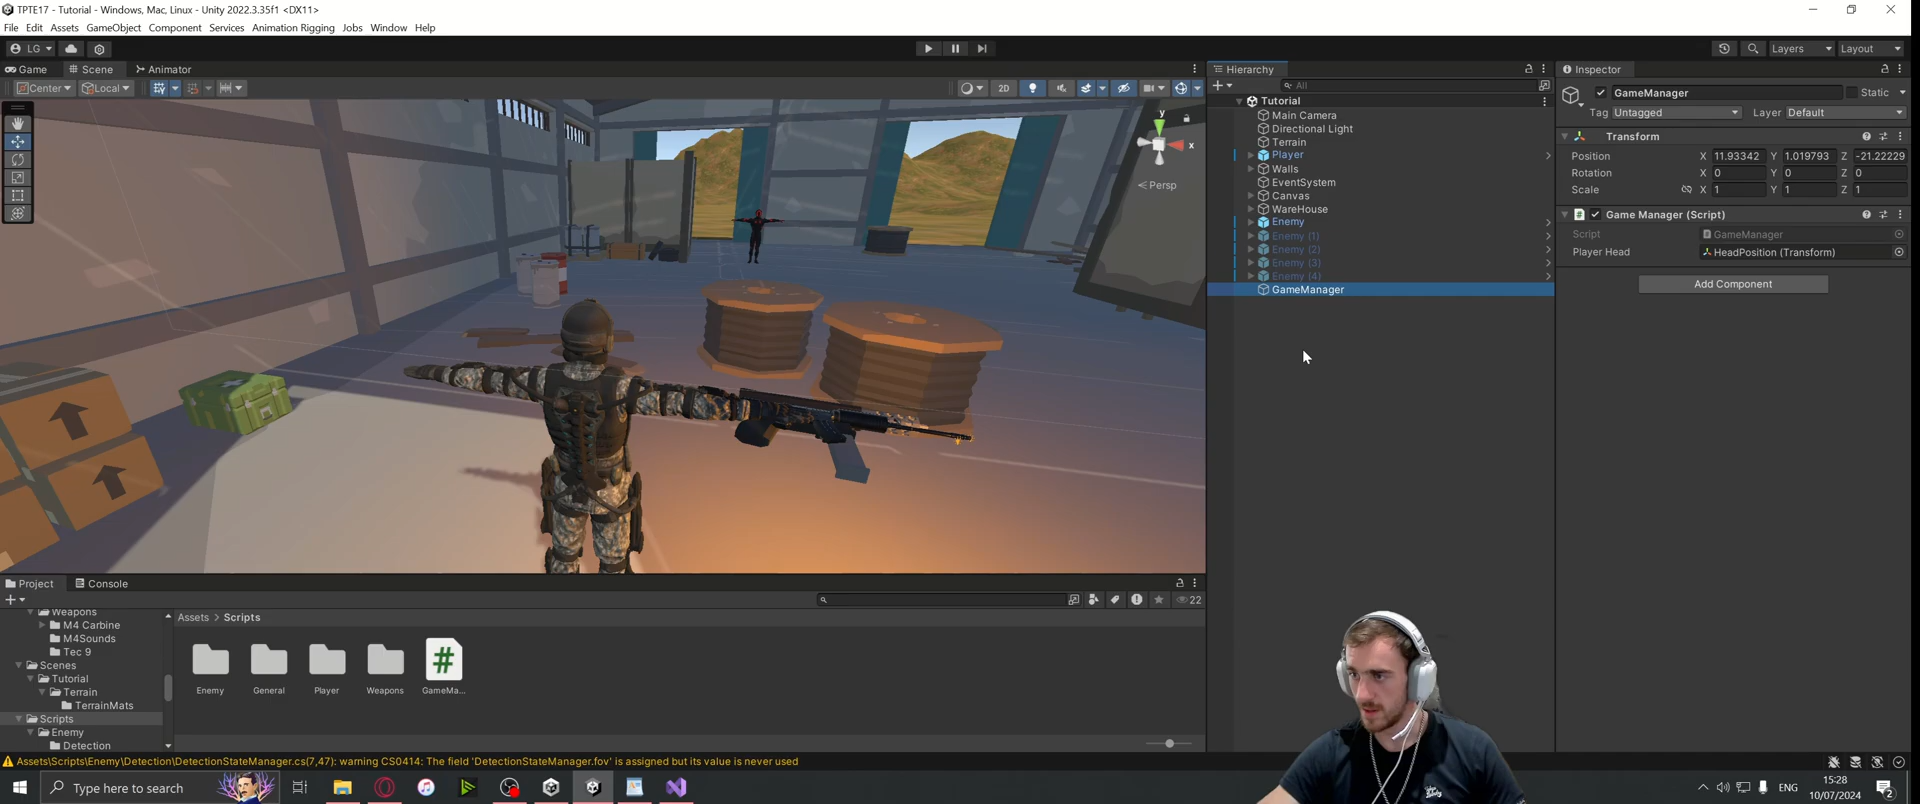 TPTE17 - Tutorial - Windows, Mac, Linux - Unity 2022.3.35f1 <DX11>
File Edit Assets GameObject Component Services Animation Rigging Jobs Window Help
LG
Layers Layout
Game Scene Animator
Center Local
2D
y
x
Persp
Hierarchy
All
Tutorial
Main Camera
Directional Light
Terrain
Player
Walls
EventSystem
Canvas
WareHouse
Enemy
Enemy (1)
Enemy (2)
Enemy (3)
Enemy (4)
GameManager
Inspector
GameManager Static
Tag Untagged Layer Default
Transform
Position X 11.93342 Y 1.019793 Z -21.22229
Rotation X 0 Y 0 Z 0
Scale X 1 Y 1 Z 1
# Game Manager (Script)
Script GameManager
Player Head HeadPosition (Transform)
Add Component
Project Console
22
Weapons
M4 Carbine
M4Sounds
Tec 9
Scenes
Tutorial
Terrain
TerrainMats
Scripts
Enemy
Detection
Assets > Scripts
#
Enemy General Player Weapons GameMa...
Assets\Scripts\Enemy\Detection\DetectionStateManager.cs(7,47): warning CS0414: The field 'DetectionStateManager.fov' is assigned but its value is never used
Type here to search
ENG
15:28
10/07/2024
2